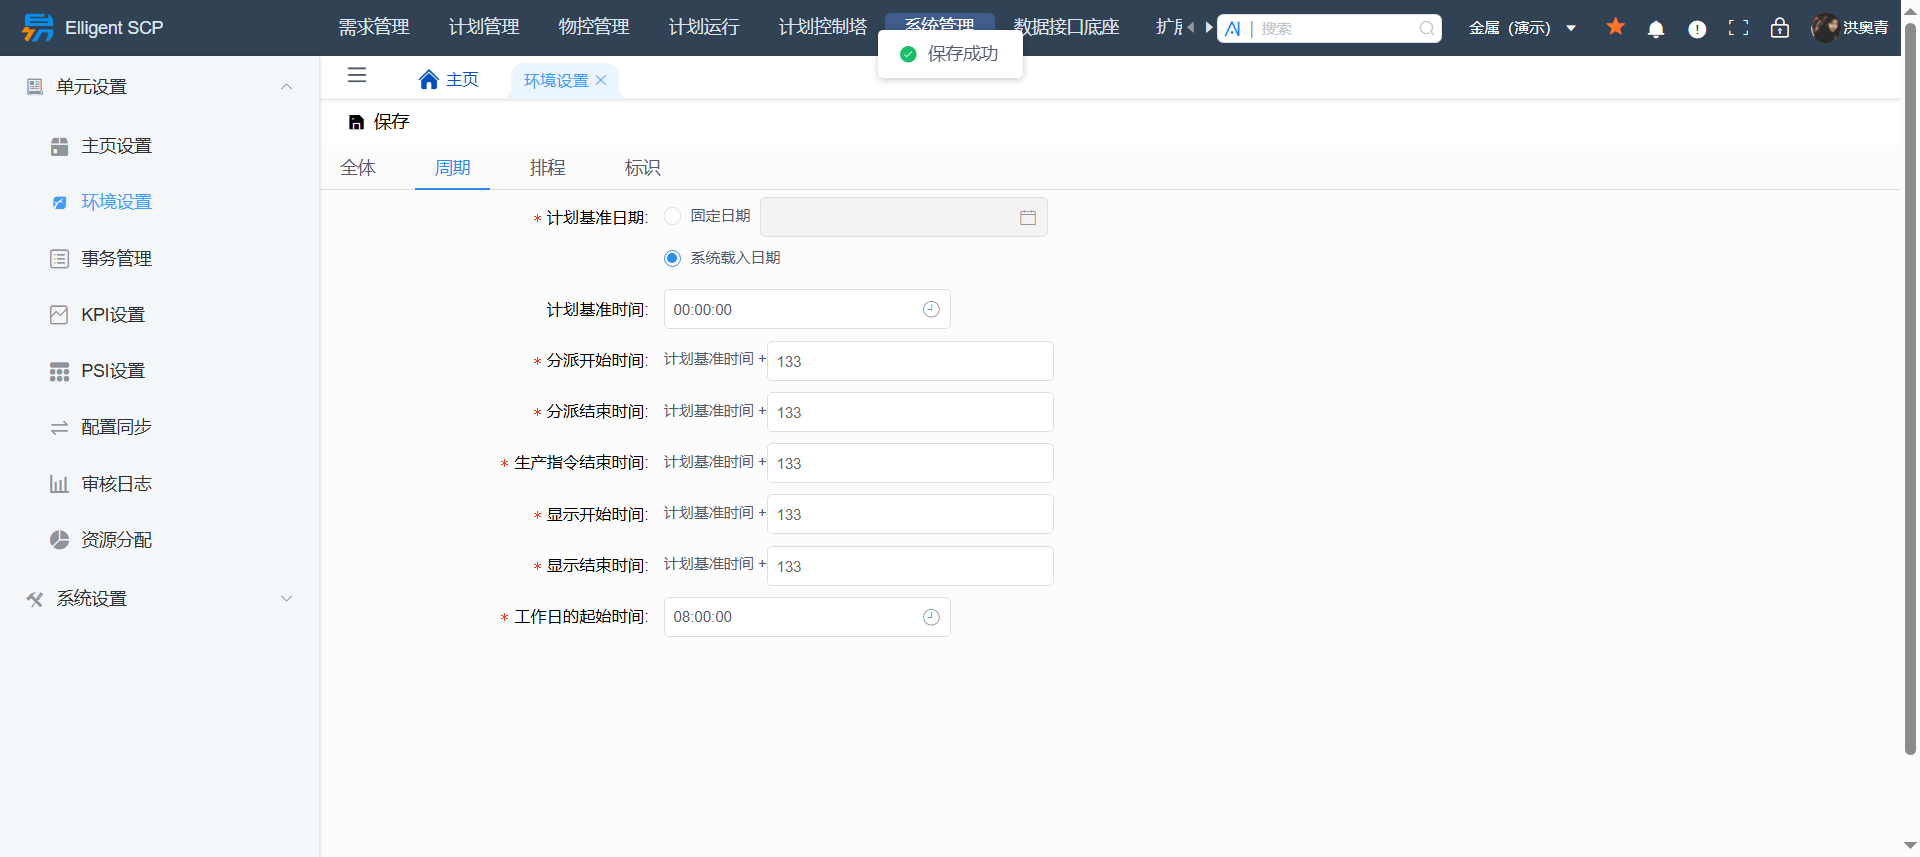 Elligent SCP
需求管理 计划管理 物控管理 计划运行 计划控制塔 系统管理 数据接口底座
AI | 搜索
金属（演示）
洪奥青
保存成功
单元设置
主页设置
环境设置
事务管理
KPI设置
PSI设置
配置同步
审核日志
资源分配
系统设置
主页 环境设置
保存
全体 周期 排程 标识
* 计划基准日期: 固定日期
系统载入日期
计划基准时间: 00:00:00
* 分派开始时间: 计划基准时间 + 133
* 分派结束时间: 计划基准时间 + 133
* 生产指令结束时间: 计划基准时间 + 133
* 显示开始时间: 计划基准时间 + 133
* 显示结束时间: 计划基准时间 + 133
* 工作日的起始时间: 08:00:00